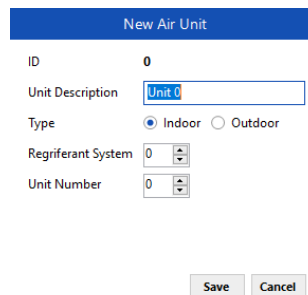 New Air Unit
ID 0
Unit Description Unit 0
Type Indoor Outdoor
Regriferant System 0
Unit Number 0
Save Cancel